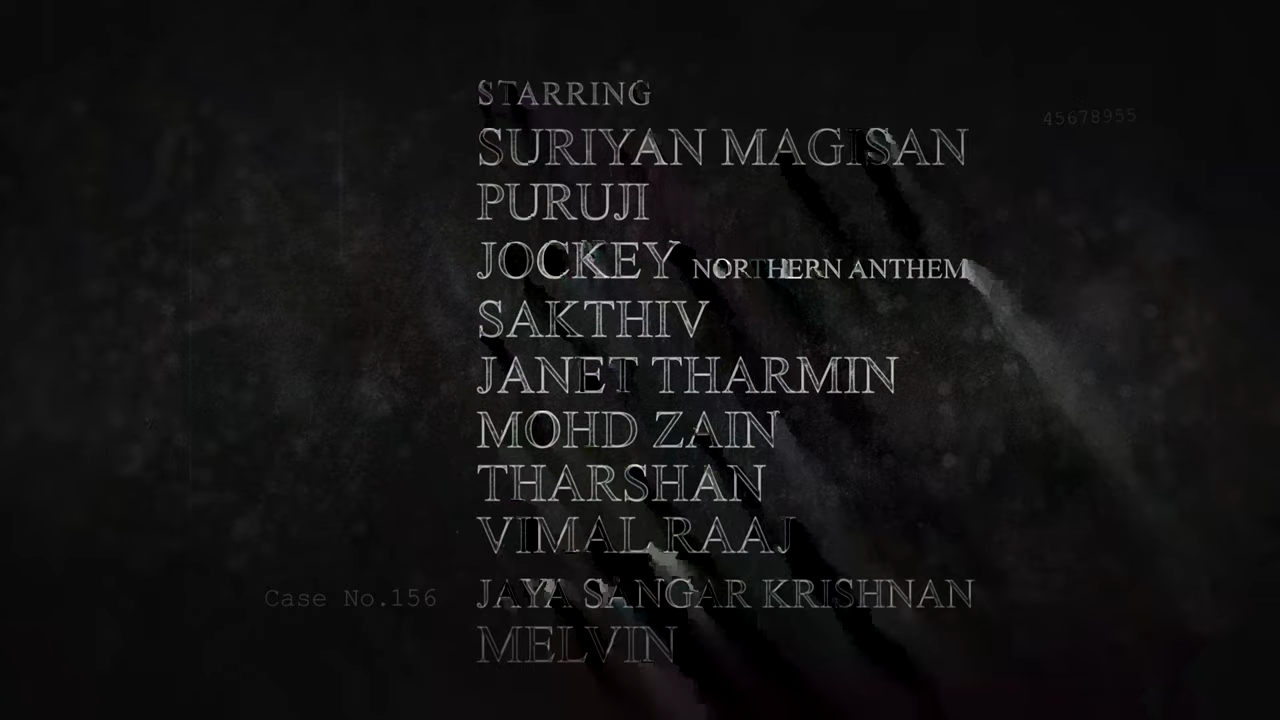 STARRING
45678955
SURIYAN MAGISAN
PURUJI
JOCKEY NORTHERN ANTHEM
SAKTHIV
JANET THARMIN
MOHD ZAIN
THARSHAN
VIMAL RAAJ
Case No.156
JAYA SANGAR KRISHNAN
MELVIN